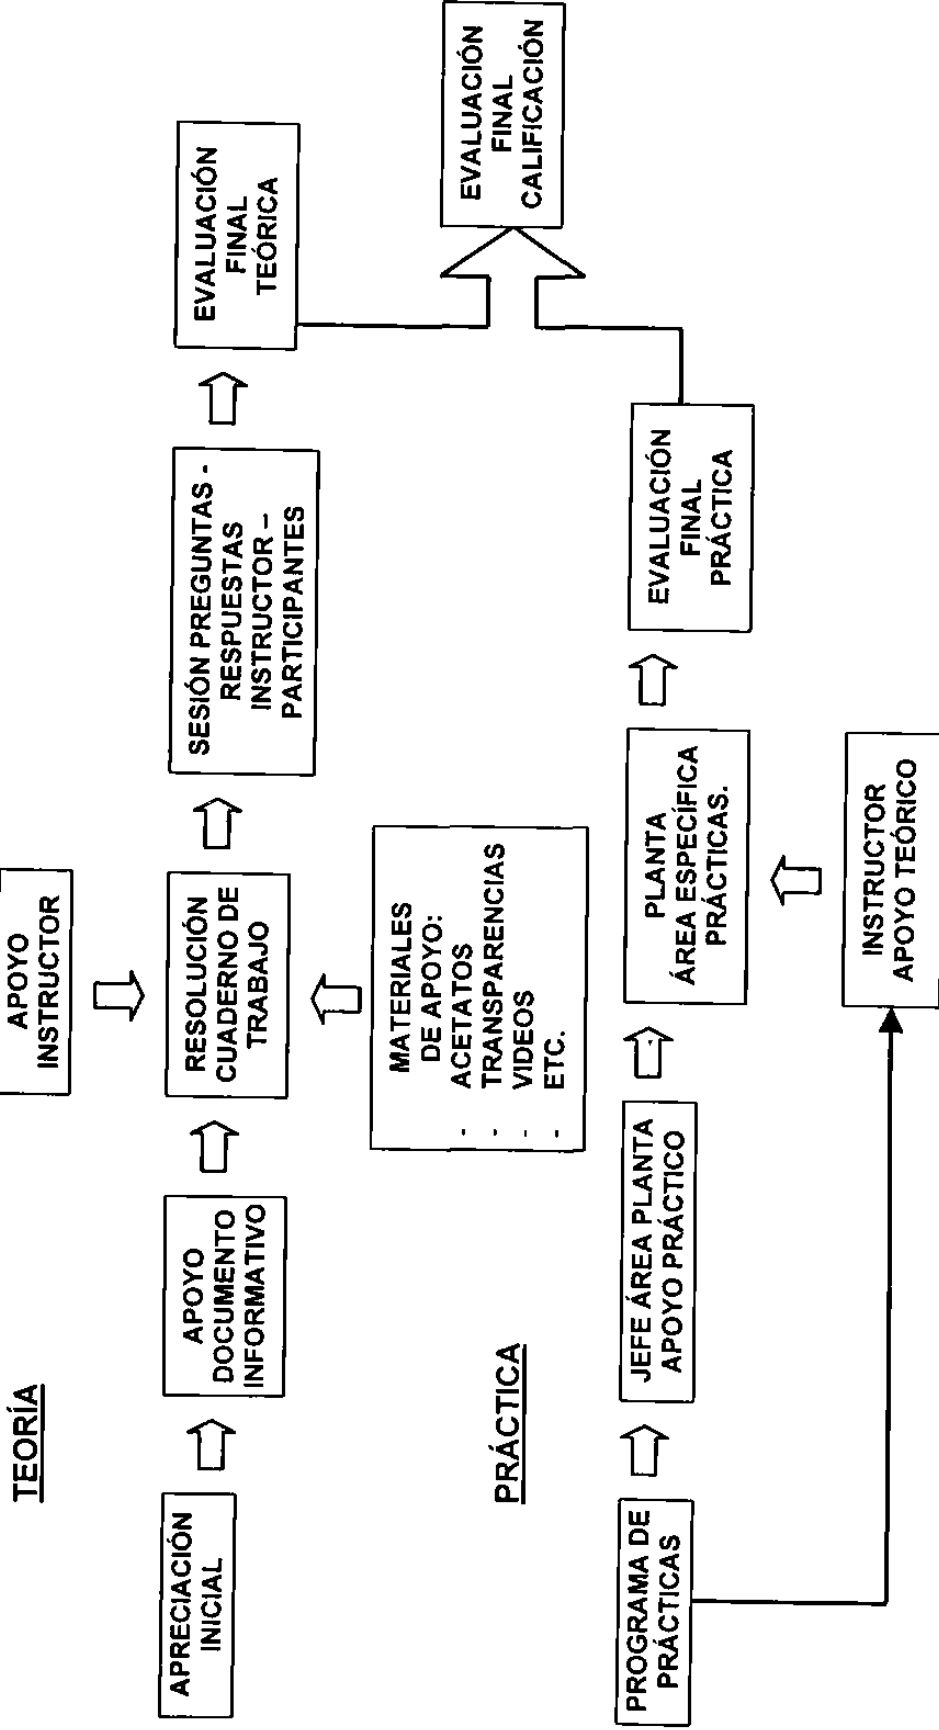 TEORÍA
APOYO
INSTRUCTOR
APRECIACIÓN
INICIAL
APOYO
DOCUMENTO
INFORMATIVO
RESOLUCIÓN
CUADERNO DE
TRABAJO
SESIÓN PREGUNTAS -
RESPUESTAS
INSTRUCTOR –
PARTICIPANTES
EVALUACIÓN
FINAL
TEÓRICA
MATERIALES
DE APOYO:
- ACETATOS
- TRANSPARENCIAS
- VIDEOS
- ETC.
EVALUACIÓN
FINAL
CALIFICACIÓN
PRÁCTICA
PROGRAMA DE
PRÁCTICAS
JEFE ÁREA PLANTA
APOYO PRÁCTICO
PLANTA
ÁREA ESPECÍFICA
PRÁCTICAS.
EVALUACIÓN
FINAL
PRÁCTICA
INSTRUCTOR
APOYO TEÓRICO